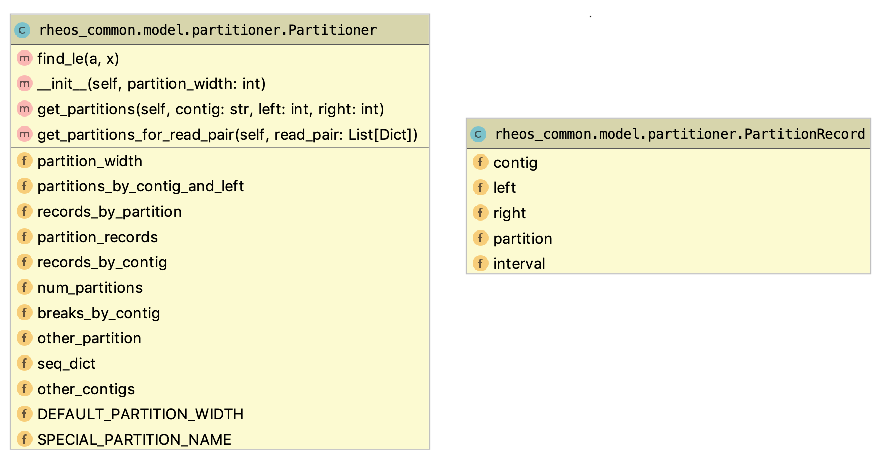 C rheos_common.model.partitioner.Partitioner
m find_le(a, x)
m __init__(self, partition_width: int)
m get_partitions(self, contig: str, left: int, right: int)
m get_partitions_for_read_pair(self, read_pair: List[Dict])
f partition_width
f partitions_by_contig_and_left
f records_by_partition
f partition_records
f records_by_contig
f num_partitions
f breaks_by_contig
f other_partition
f seq_dict
f other_contigs
f DEFAULT_PARTITION_WIDTH
f SPECIAL_PARTITION_NAME
C rheos_common.model.partitioner.PartitionRecord
f contig
f left
f right
f partition
f interval